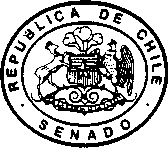 REPUBLICA DE CHILE
SENADO